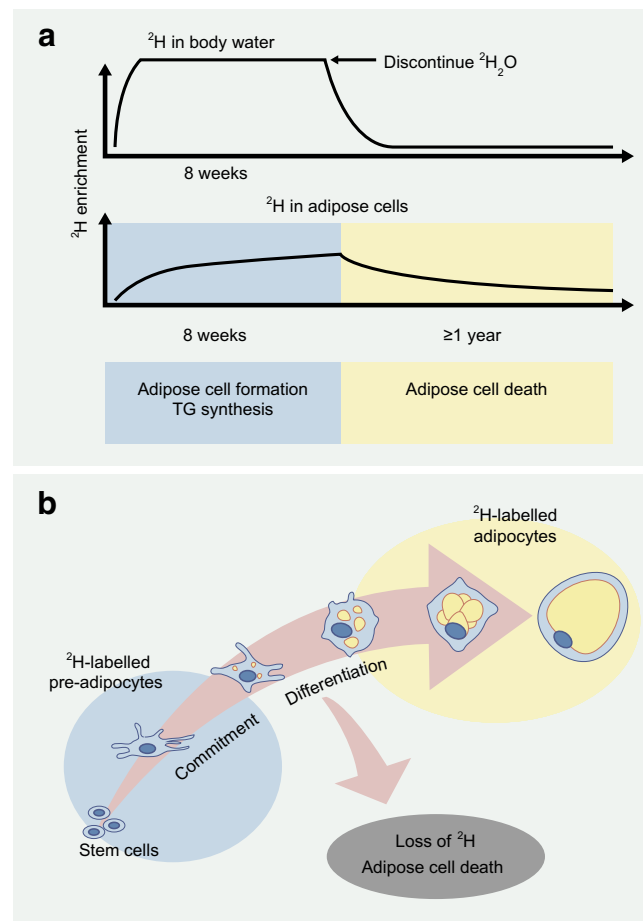 a
²H in body water
Discontinue ²H₂O
²H enrichment
8 weeks
²H in adipose cells
8 weeks
≥1 year
Adipose cell formation
TG synthesis
Adipose cell death
b
²H-labelled
adipocytes
²H-labelled
pre-adipocytes
Differentiation
Commitment
Stem cells
Loss of ²H
Adipose cell death